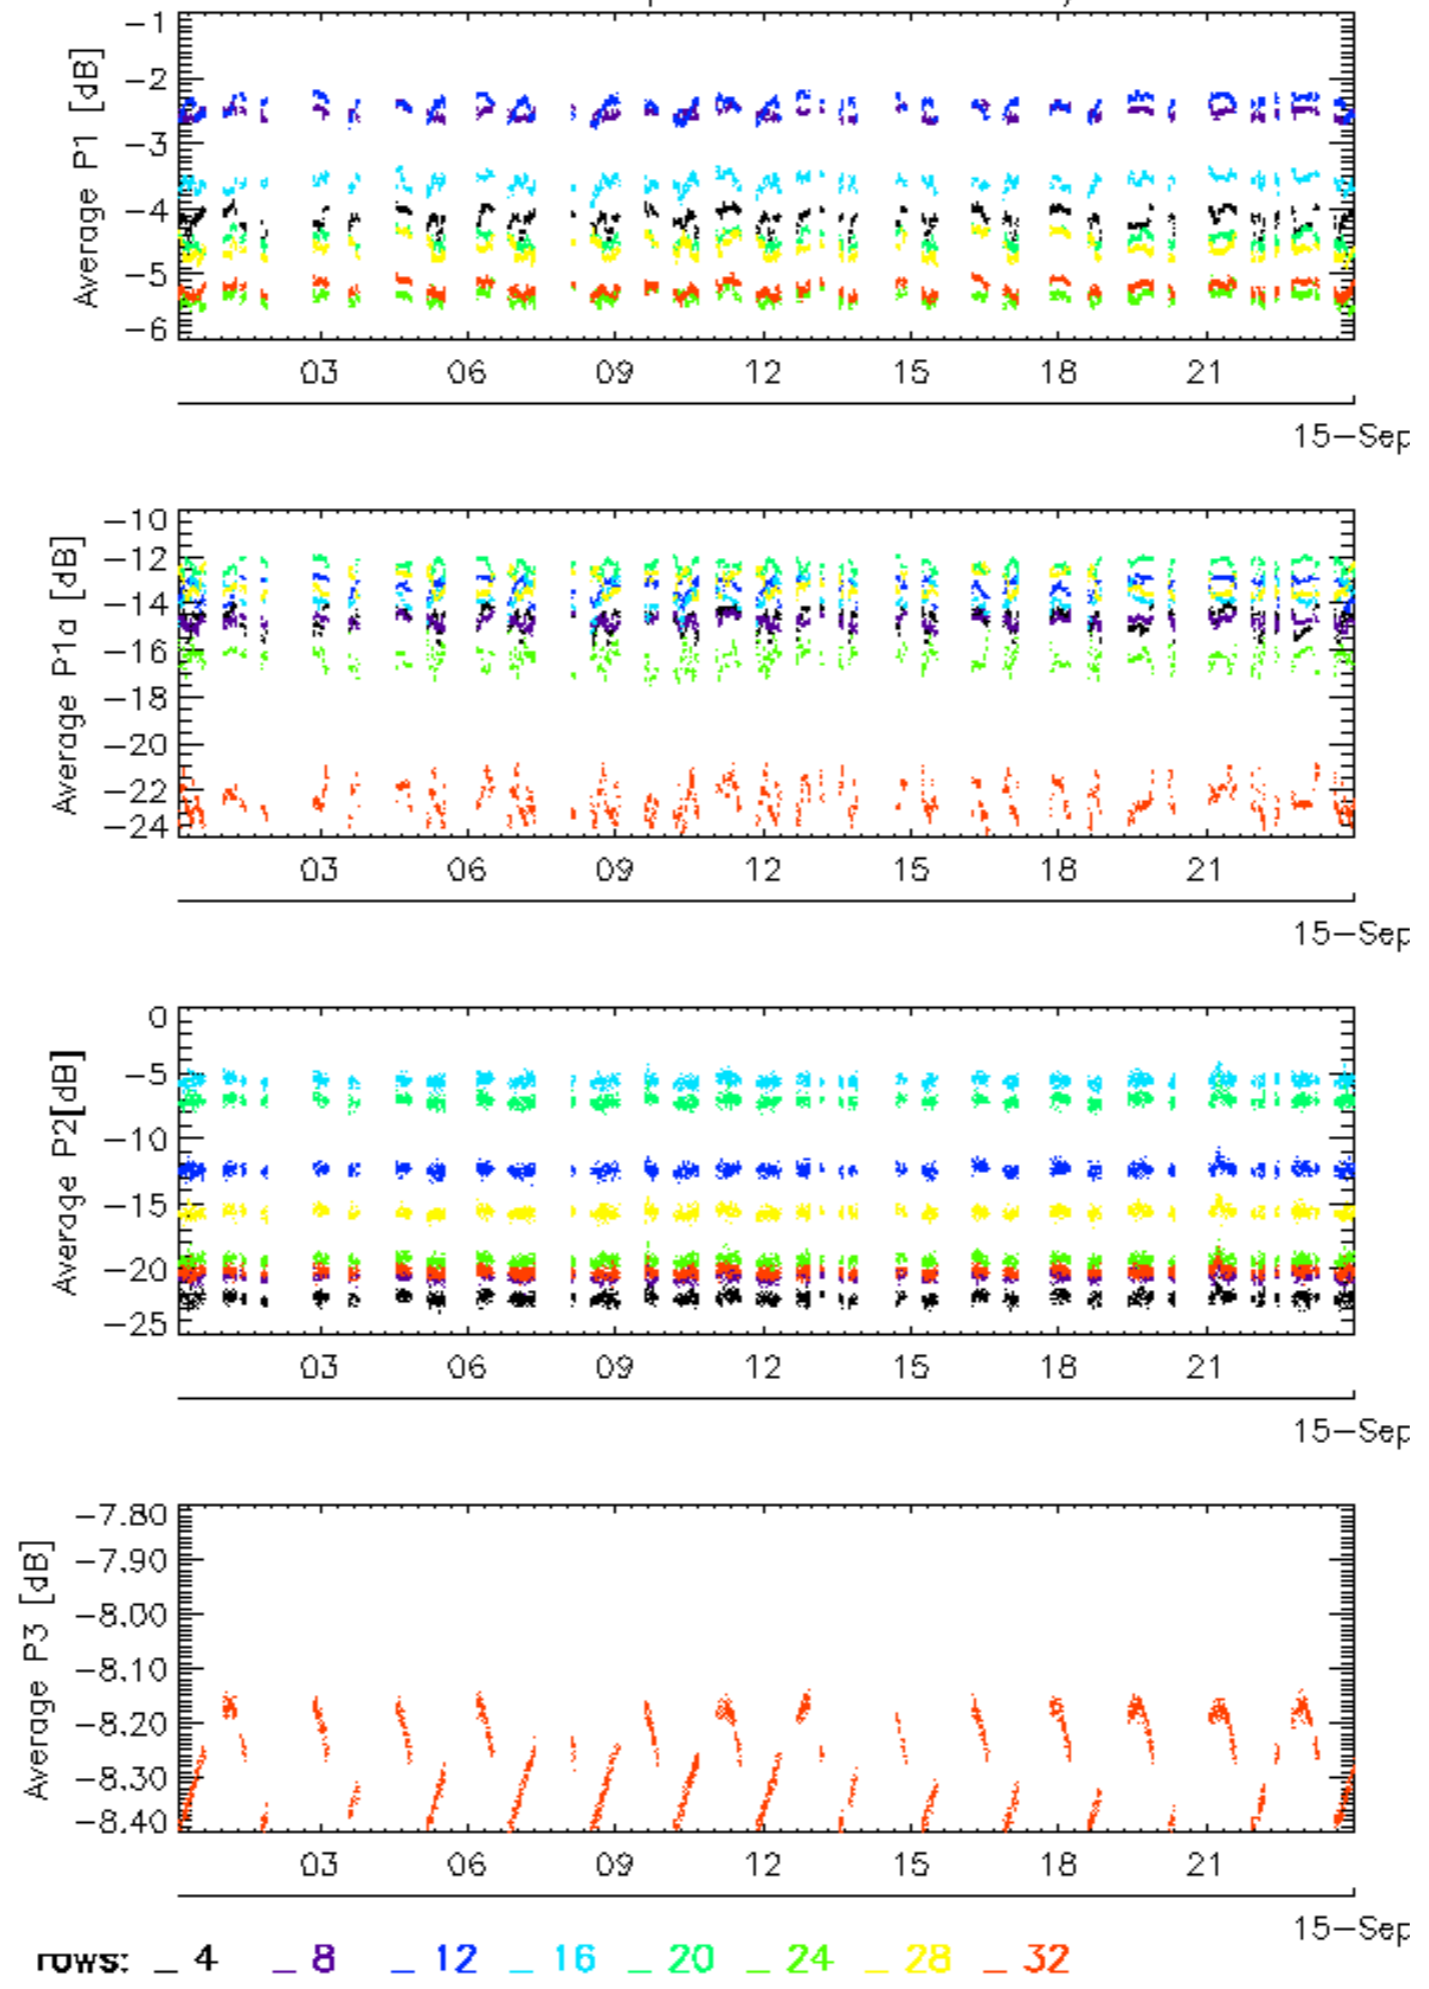 Average P1 [dB]
-1
-2
-3
-4
-5
-6
03 06 09 12 15 18 21
15-Sep
Average P1a [dB]
-10
-12
-14
-16
-18
-20
-22
-24
03 06 09 12 15 18 21
15-Sep
Average P2[dB]
0
-5
-10
-15
-20
-25
03 06 09 12 15 18 21
15-Sep
Average P3 [dB]
-7.80
-7.90
-8.00
-8.10
-8.20
-8.30
-8.40
03 06 09 12 15 18 21
15-Sep
rows: _ 4 _ 8 _ 12 _ 16 _ 20 _ 24 _ 28 _ 32